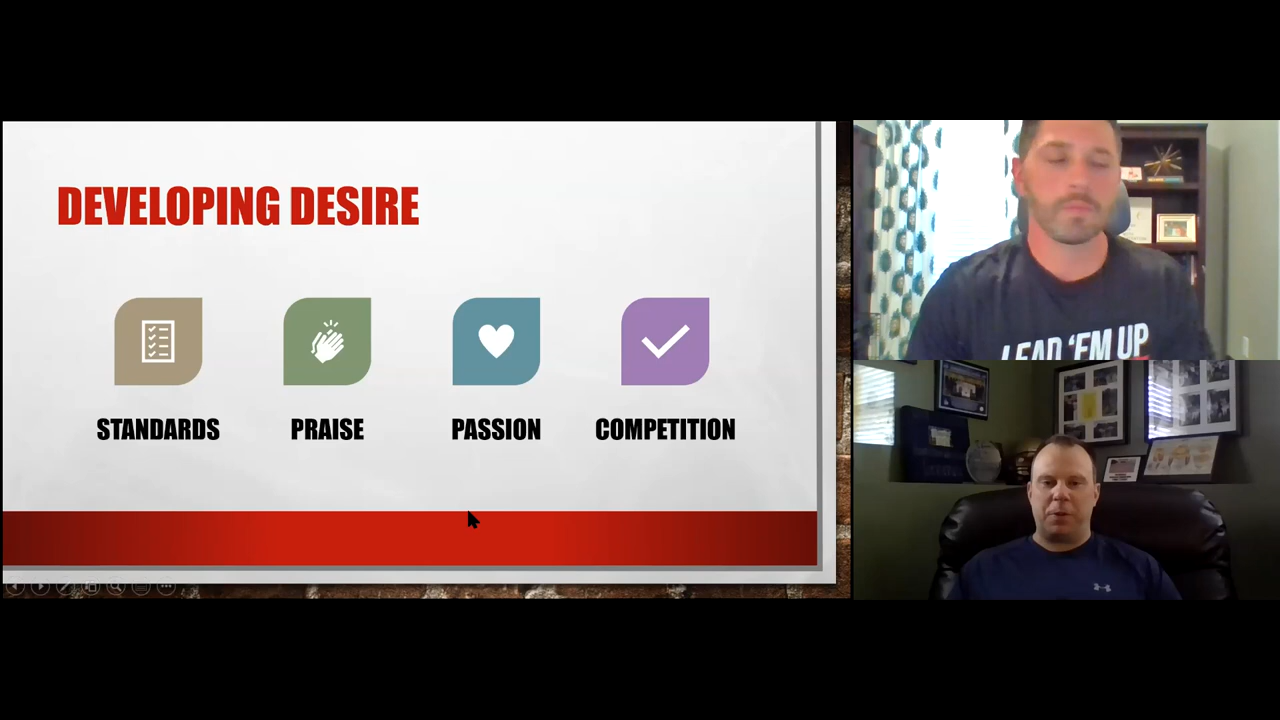 DEVELOPING DESIRE
STANDARDS
PRAISE
PASSION
COMPETITION
LEAD 'EM UP